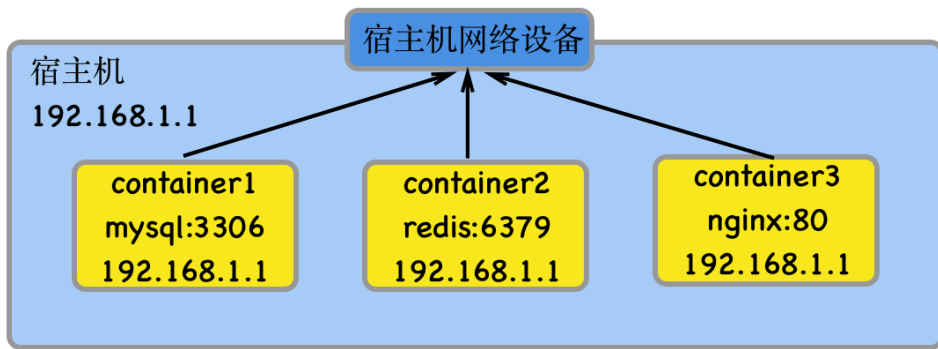 宿主机网络设备
宿主机
192.168.1.1
container1
mysql:3306
192.168.1.1
container2
redis:6379
192.168.1.1
container3
nginx:80
192.168.1.1